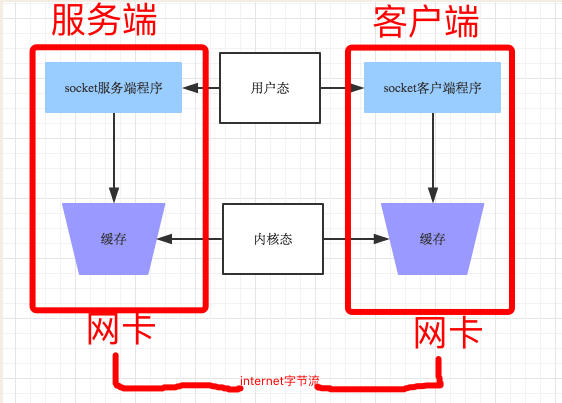 服务端
客户端
socket服务端程序
用户态
socket客户端程序
缓存
内核态
缓存
网卡
网卡
internet字节流